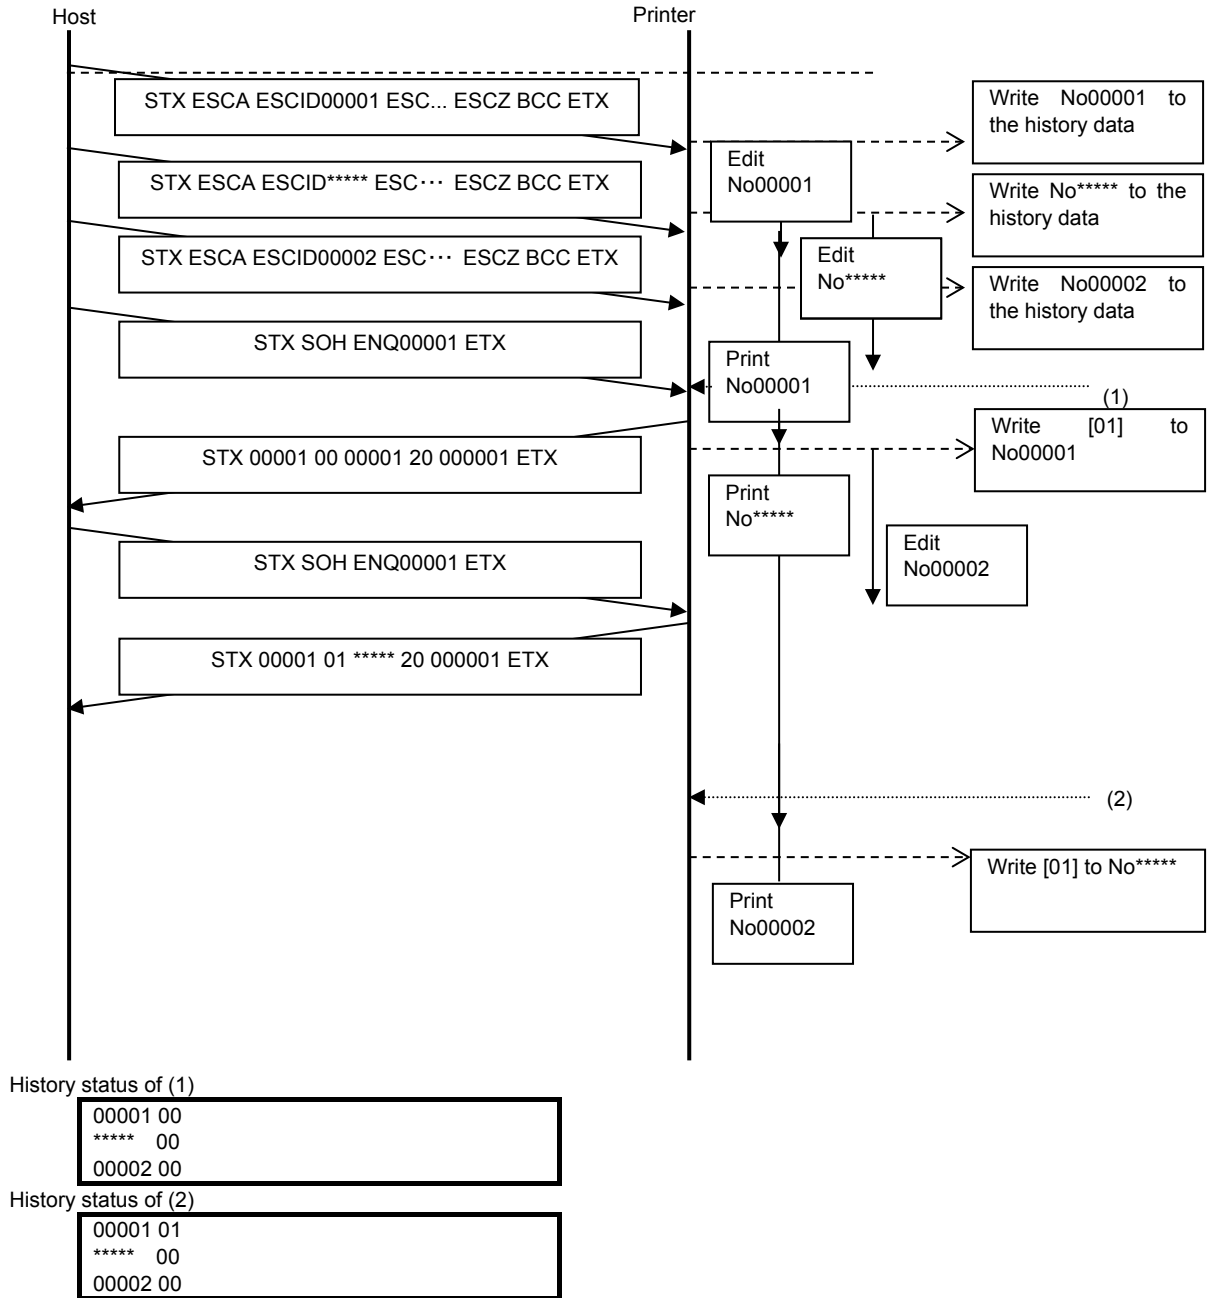 Host
Printer
STX ESCA ESCID00001 ESC... ESCZ BCC ETX
Write No00001 to
the history data
Edit
No00001
STX ESCA ESCID***** ESC··· ESCZ BCC ETX
Write No***** to the
history data
STX ESCA ESCID00002 ESC··· ESCZ BCC ETX
Edit
No*****
Write No00002 to
the history data
STX SOH ENQ00001 ETX
Print
No00001
(1)
Write [01] to
No00001
STX 00001 00 00001 20 000001 ETX
Print
No*****
STX SOH ENQ00001 ETX
Edit
No00002
STX 00001 01 ***** 20 000001 ETX
(2)
Write [01] to No*****
Print
No00002
History status of (1)
00001 00
***** 00
00002 00
History status of (2)
00001 01
***** 00
00002 00